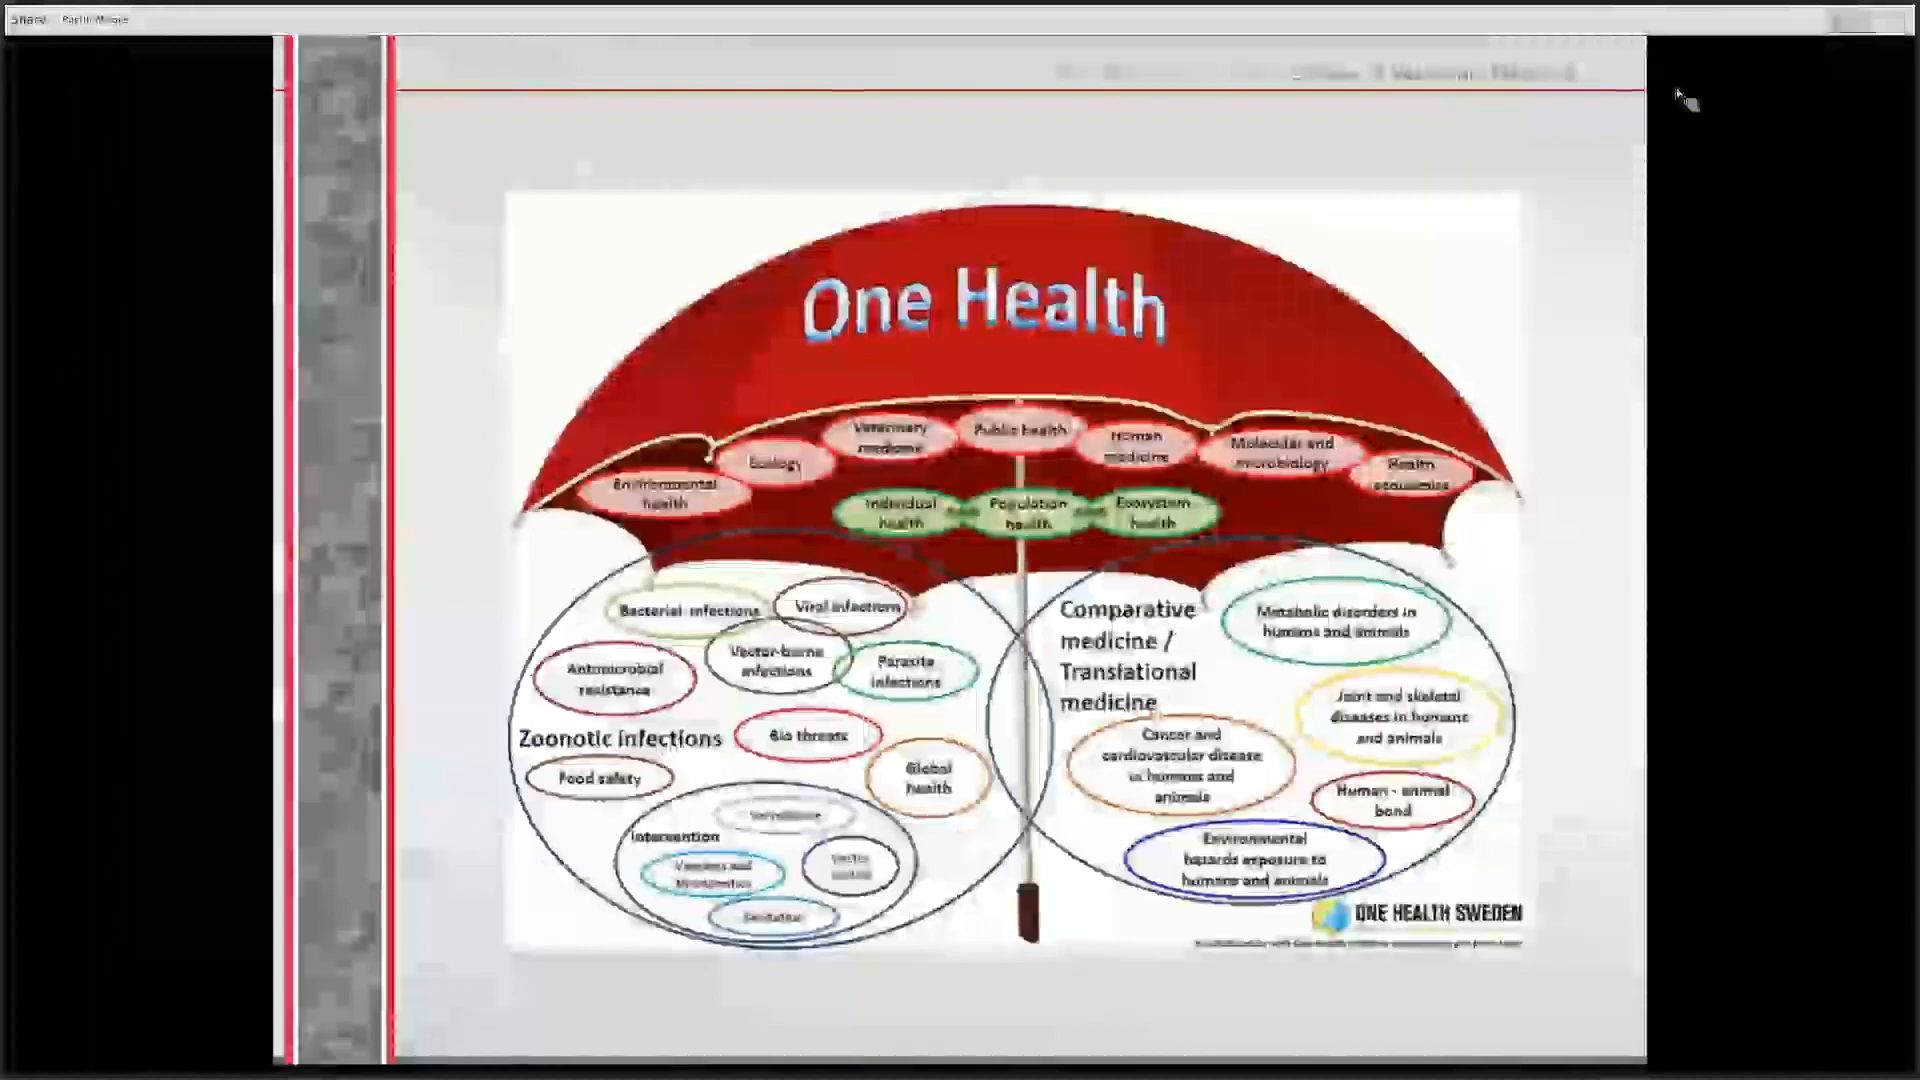 Share
One Health
Veterinary
medicine
Public health
Human
medicine
Molecular and
microbiology
Ecology
Health
economics
Environmental
health
Individual
health
Population
health
Ecosystem
health
Bacterial infections
Viral infections
Vector-borne
infections
Parasite
infections
Antimicrobial
resistance
Zoonotic infections
Bio threats
Food safety
Global
health
Intervention
Surveillance
Vaccines and
Comparative
medicine /
Translational
medicine
Metabolic disorders in
humans and animals
Joint and skeletal
diseases in humans
and animals
Cancer and
cardiovascular disease
in humans and
animals
Human - animal
bond
Environmental
hazards exposure to
humans and animals
ONE HEALTH SWEDEN